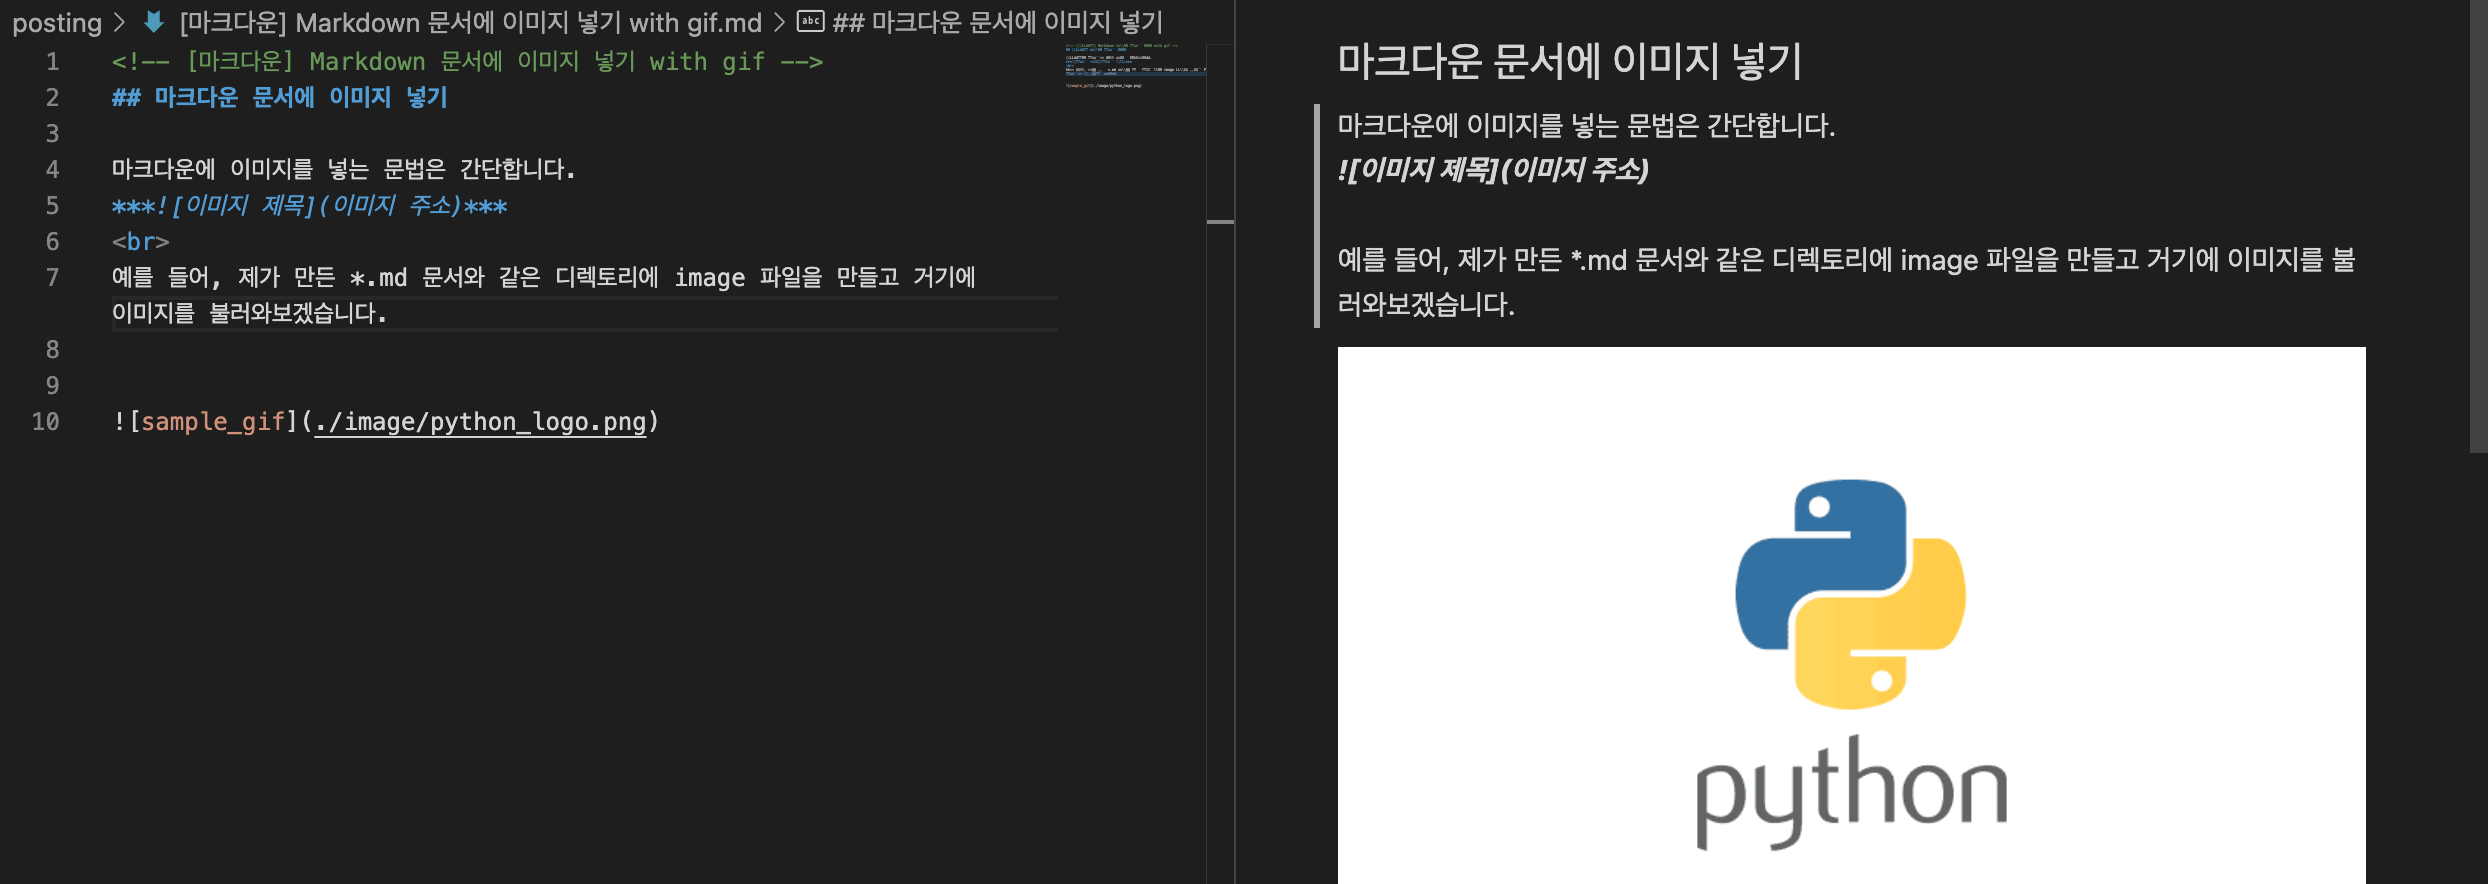 posting > [마크다운] Markdown 문서에 이미지 넣기 with gif.md > abc ## 마크다운 문서에 이미지 넣기
1 <!-- [마크다운] Markdown 문서에 이미지 넣기 with gif -->
2 ## 마크다운 문서에 이미지 넣기
3
4 마크다운에 이미지를 넣는 문법은 간단합니다.
5 ***![이미지 제목](이미지 주소)***
6 <br>
7 예를 들어, 제가 만든 *.md 문서와 같은 디렉토리에 image 파일을 만들고 거기에
이미지를 불러와보겠습니다.
8
9
10 ![sample_gif](./image/python_logo.png)
마크다운 문서에 이미지 넣기
마크다운에 이미지를 넣는 문법은 간단합니다.
![이미지 제목](이미지 주소)
예를 들어, 제가 만든 *.md 문서와 같은 디렉토리에 image 파일을 만들고 거기에 이미지를 불
러와보겠습니다.
python